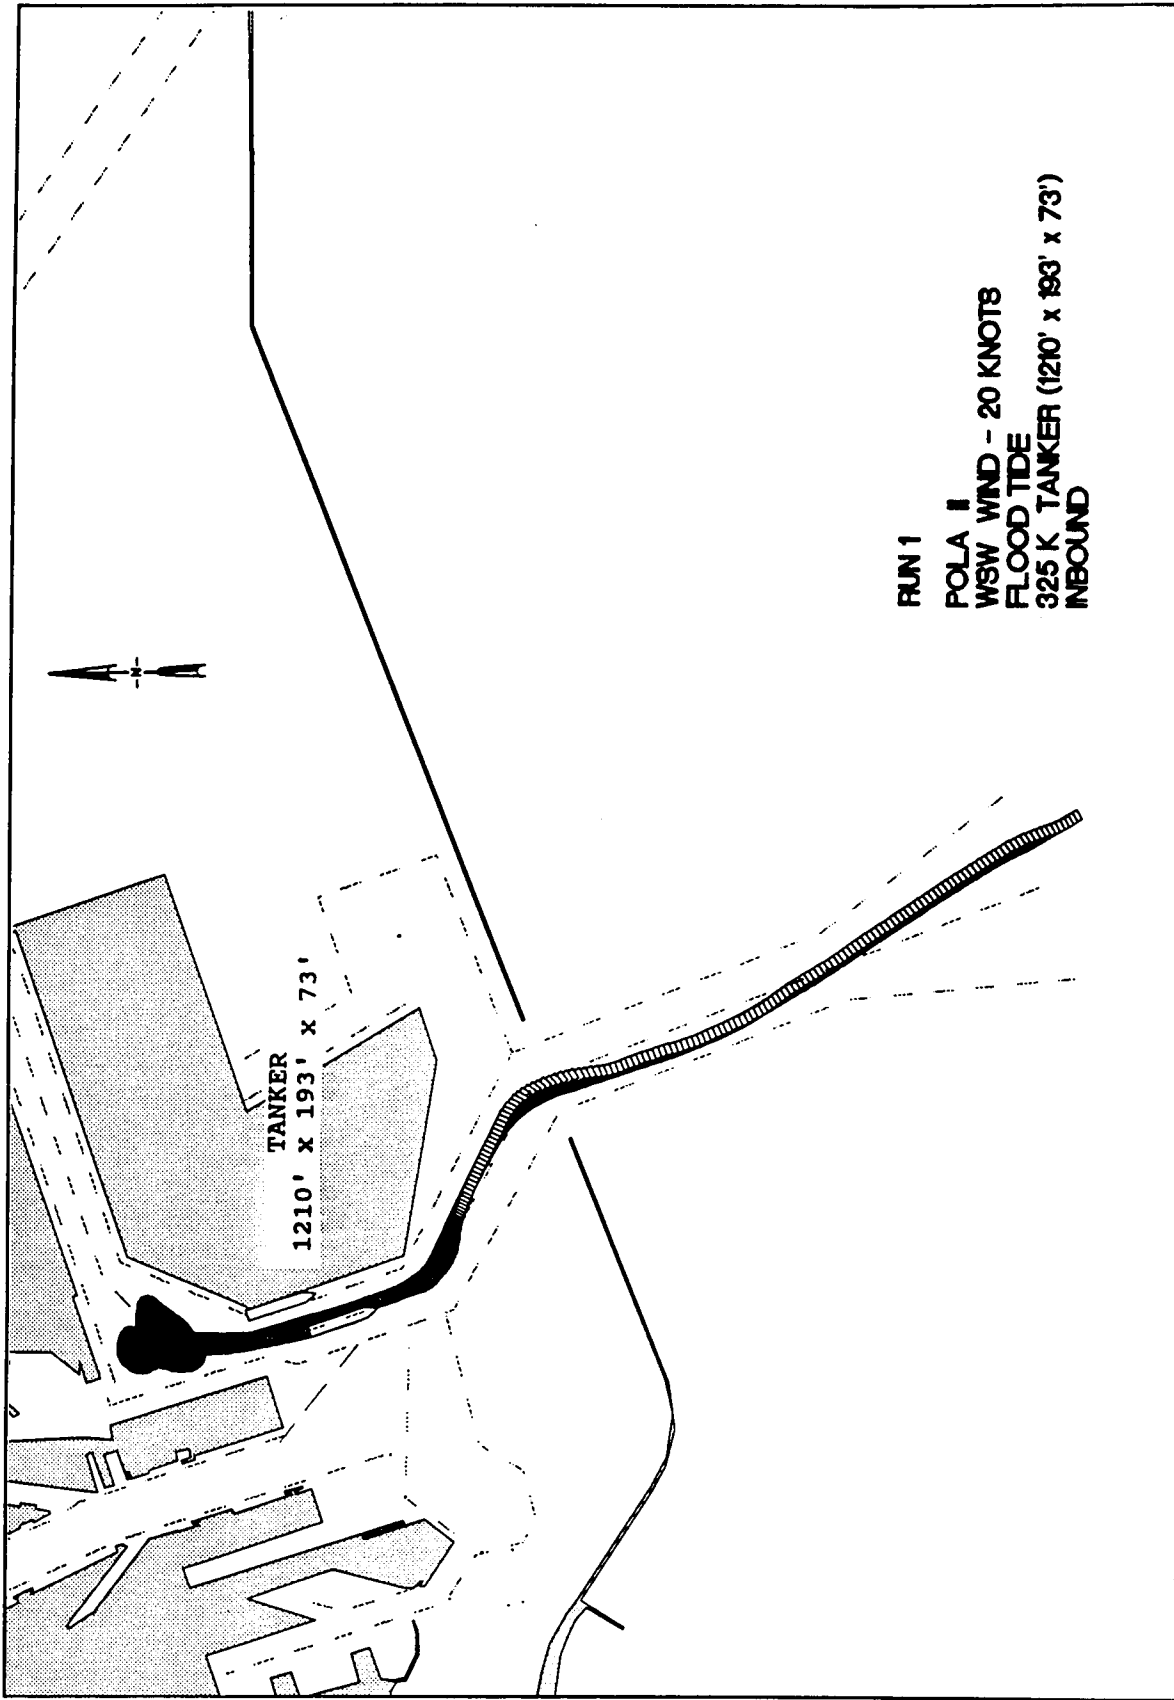 N
TANKER
1210' X 193' x 73'
RUN 1
POLA II
WSW WIND - 20 KNOTS
FLOOD TIDE
325 K TANKER (1210' x 193' x 73')
INBOUND